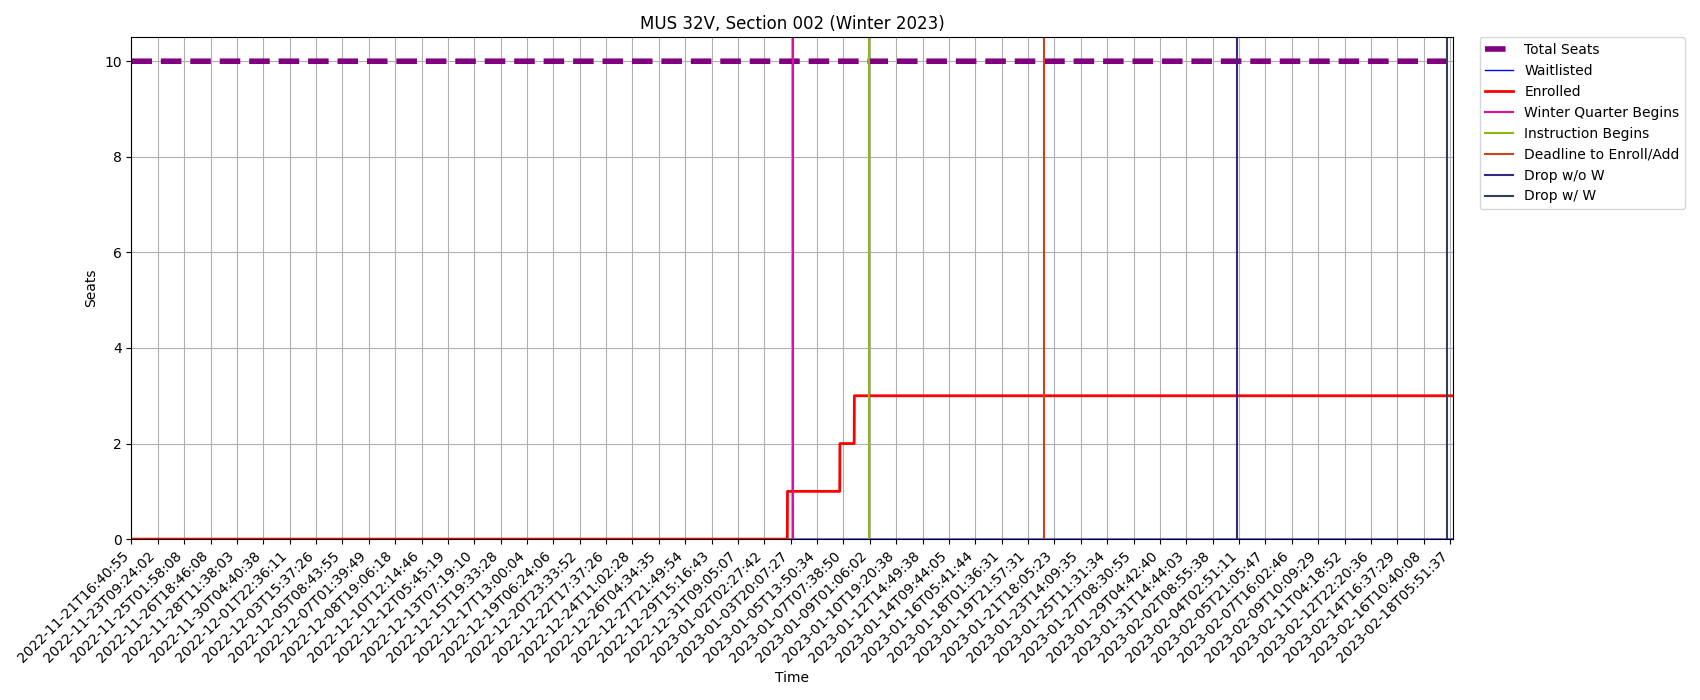 MUS 32V, Section 002 (Winter 2023)
10
8
6
4
2
0
Seats
Total Seats
Waitlisted
Enrolled
Winter Quarter Begins
Instruction Begins
Deadline to Enroll/Add
Drop w/o W
Drop w/ W
2022-11-21T16:40:55
2022-11-23T09:24:02
2022-11-25T01:58:08
2022-11-26T18:46:08
2022-11-28T11:38:03
2022-11-30T04:40:38
2022-12-01T22:36:11
2022-12-03T15:37:26
2022-12-05T08:43:55
2022-12-07T01:39:49
2022-12-08T19:06:18
2022-12-10T12:14:46
2022-12-12T05:45:19
2022-12-13T07:19:10
2022-12-15T19:33:28
2022-12-17T13:00:04
2022-12-19T06:24:06
2022-12-20T23:33:52
2022-12-22T17:37:26
2022-12-24T11:02:28
2022-12-26T04:34:35
2022-12-27T21:49:54
2022-12-29T15:16:43
2022-12-31T09:05:07
2023-01-02T02:27:42
2023-01-03T20:07:27
2023-01-05T13:50:34
2023-01-07T07:38:50
2023-01-09T01:06:02
2023-01-10T19:20:38
2023-01-12T14:49:38
2023-01-14T09:44:05
2023-01-16T05:41:44
2023-01-18T01:36:31
2023-01-19T21:57:31
2023-01-21T18:05:23
2023-01-23T14:09:35
2023-01-25T11:31:34
2023-01-27T08:30:55
2023-01-29T04:42:40
2023-01-31T14:44:03
2023-02-02T08:55:38
2023-02-04T02:51:11
2023-02-05T21:05:47
2023-02-07T16:02:46
2023-02-09T10:09:29
2023-02-11T04:18:52
2023-02-12T22:20:36
2023-02-14T16:37:29
2023-02-16T10:40:08
2023-02-18T05:51:37
Time